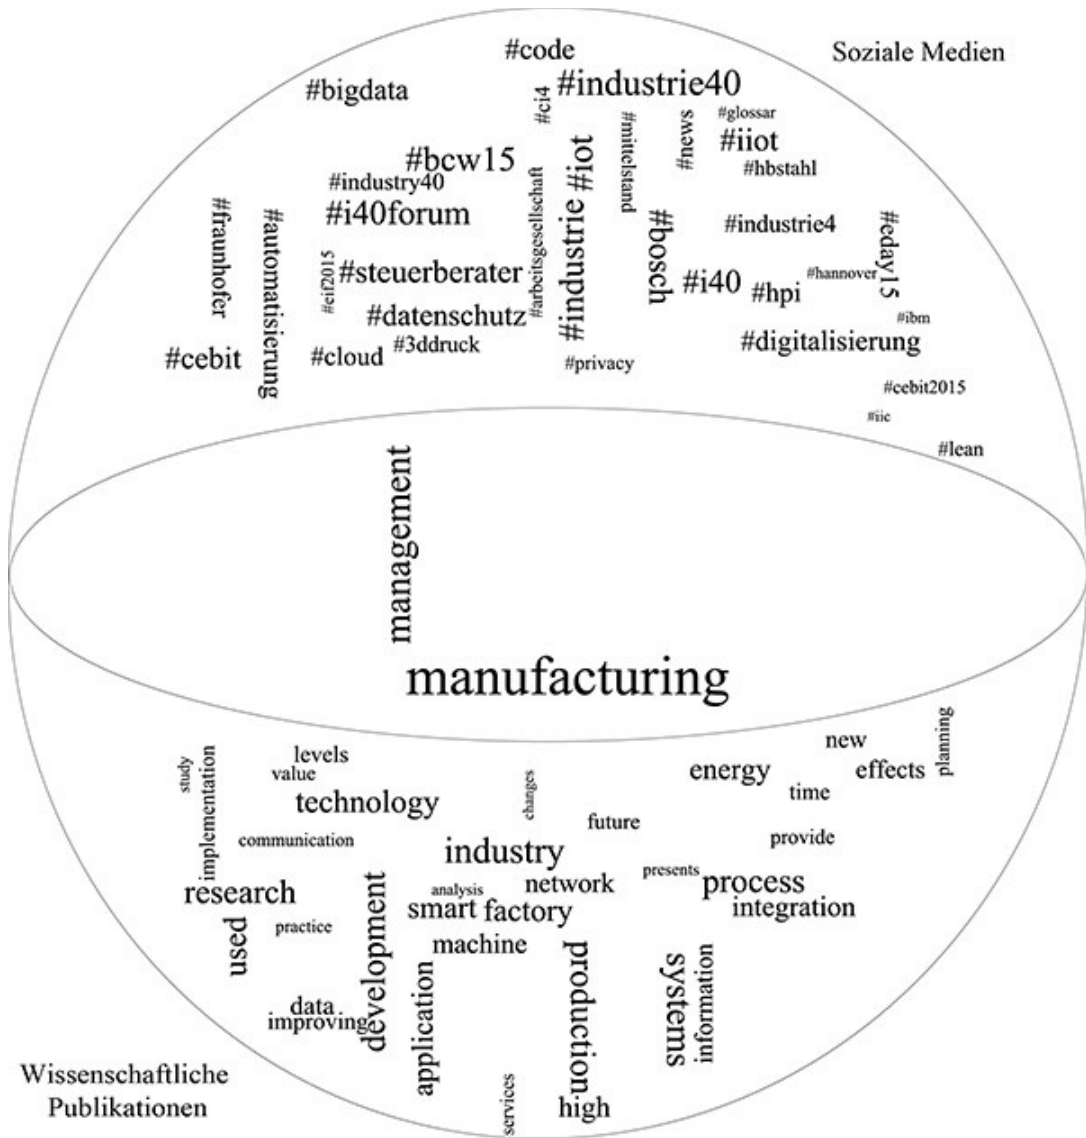 Soziale Medien
#code
#industrie40
#bigdata
#ci4
#glossar
#mittelstand
#news
#iiot
#iot
#bcw15
#hbstahl
#industry40
#arbeitsgesellschaft
#industrie
#i40forum
#fraunhofer
#automatisierung
#bosch
#industrie4
#eday15
#eif2015
#steuerberater
#i40
#hpi
#hannover
#datenschutz
#ibm
#digitalisierung
#3ddruck
#cebit
#cloud
#privacy
#cebit2015
#iic
#lean
management
manufacturing
planning
new
levels
study
value
implementation
energy
effects
changes
time
technology
future
communication
provide
industry
presents
analysis
network
process
research
development
smart
factory
integration
used
practice
machine
production
systems
information
application
data
improving
services
high
Wissenschaftliche
Publikationen